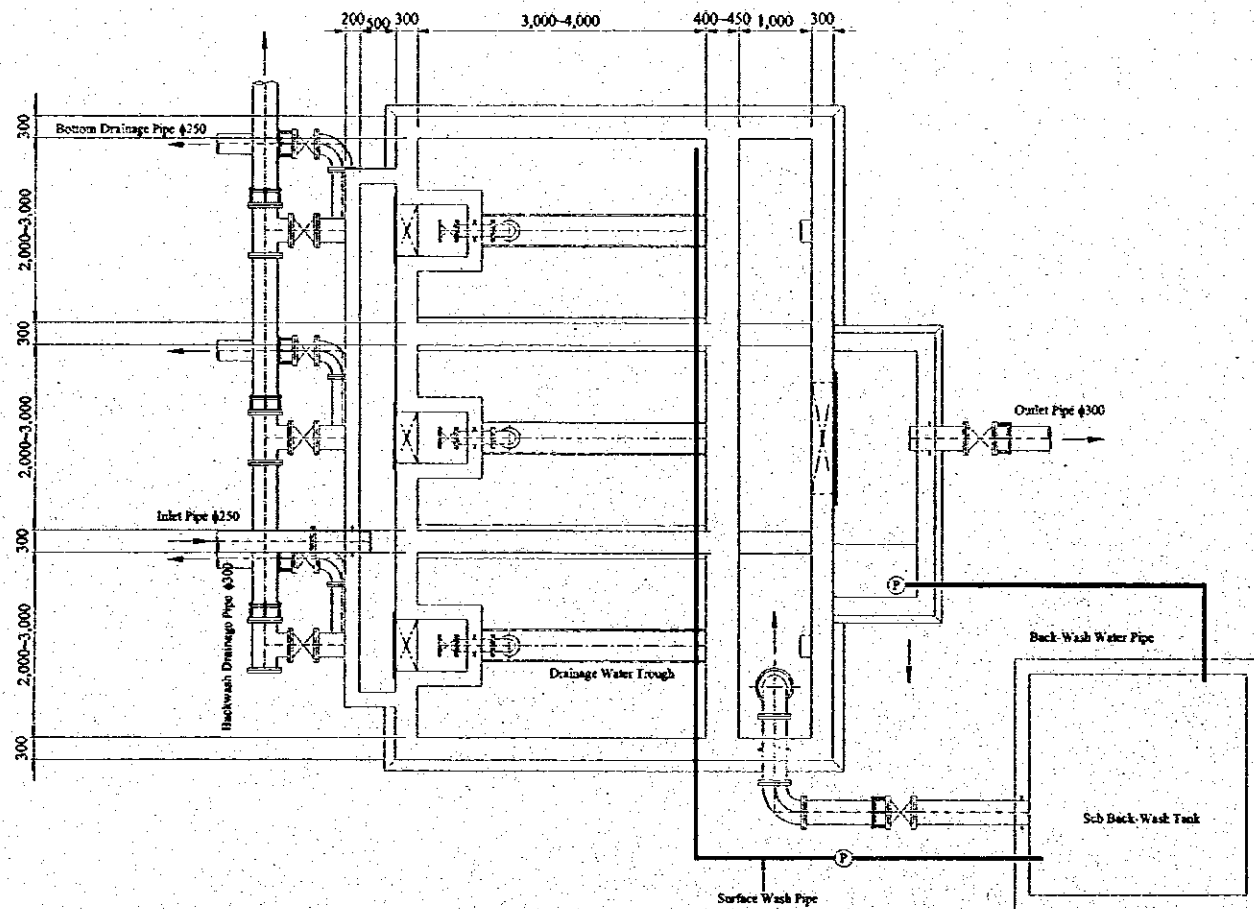 200 500 300 3,000~4,000 400~450 1,000 300
300
Bottom Drainage Pipe ϕ250
2,000~3,000
300
2,000~3,000
Outlet Pipe ϕ300
Inlet Pipe ϕ250
300
Backwash Drainago Pipe ϕ300
P
2,000~3,000
Back-Wash Water Pipe
Drainage Water Trough
300
Scb Back-Wash Tank
P
Surface Wash Pipe